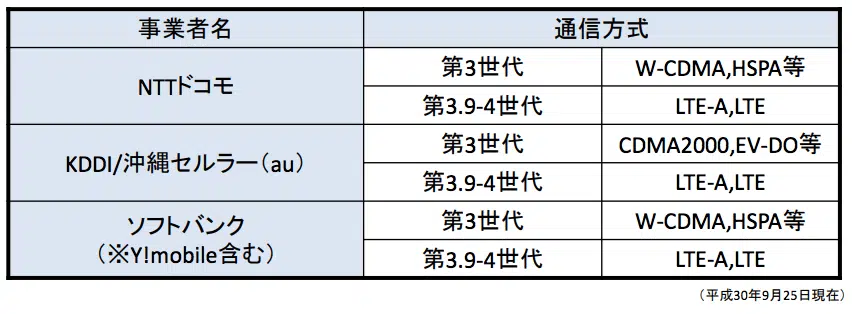 事業者名 通信方式
NTTドコモ 第3世代 W-CDMA,HSPA等
第3.9-4世代 LTE-A,LTE
KDDI/沖縄セルラー（au） 第3世代 CDMA2000,EV-DO等
第3.9-4世代 LTE-A,LTE
ソフトバンク 第3世代 W-CDMA,HSPA等
（※Y!mobile含む） 第3.9-4世代 LTE-A,LTE
（平成30年9月25日現在）